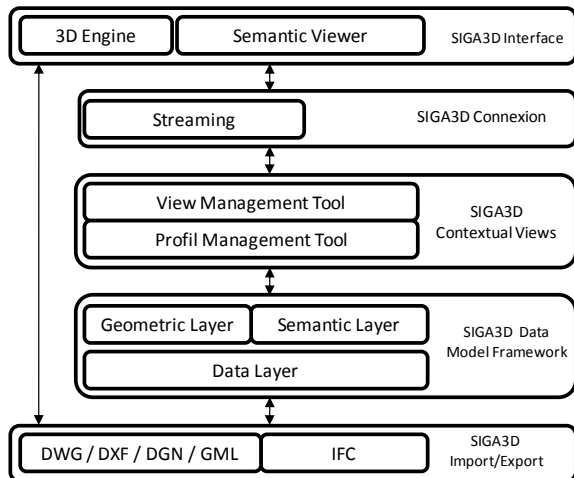 3D Engine
Semantic Viewer
SIGA3D Interface
Streaming
SIGA3D Connexion
View Management Tool
Profil Management Tool
SIGA3D
Contextual Views
Geometric Layer
Semantic Layer
Data Layer
SIGA3D Data
Model Framework
DWG / DXF / DGN / GML
IFC
SIGA3D
Import/Export